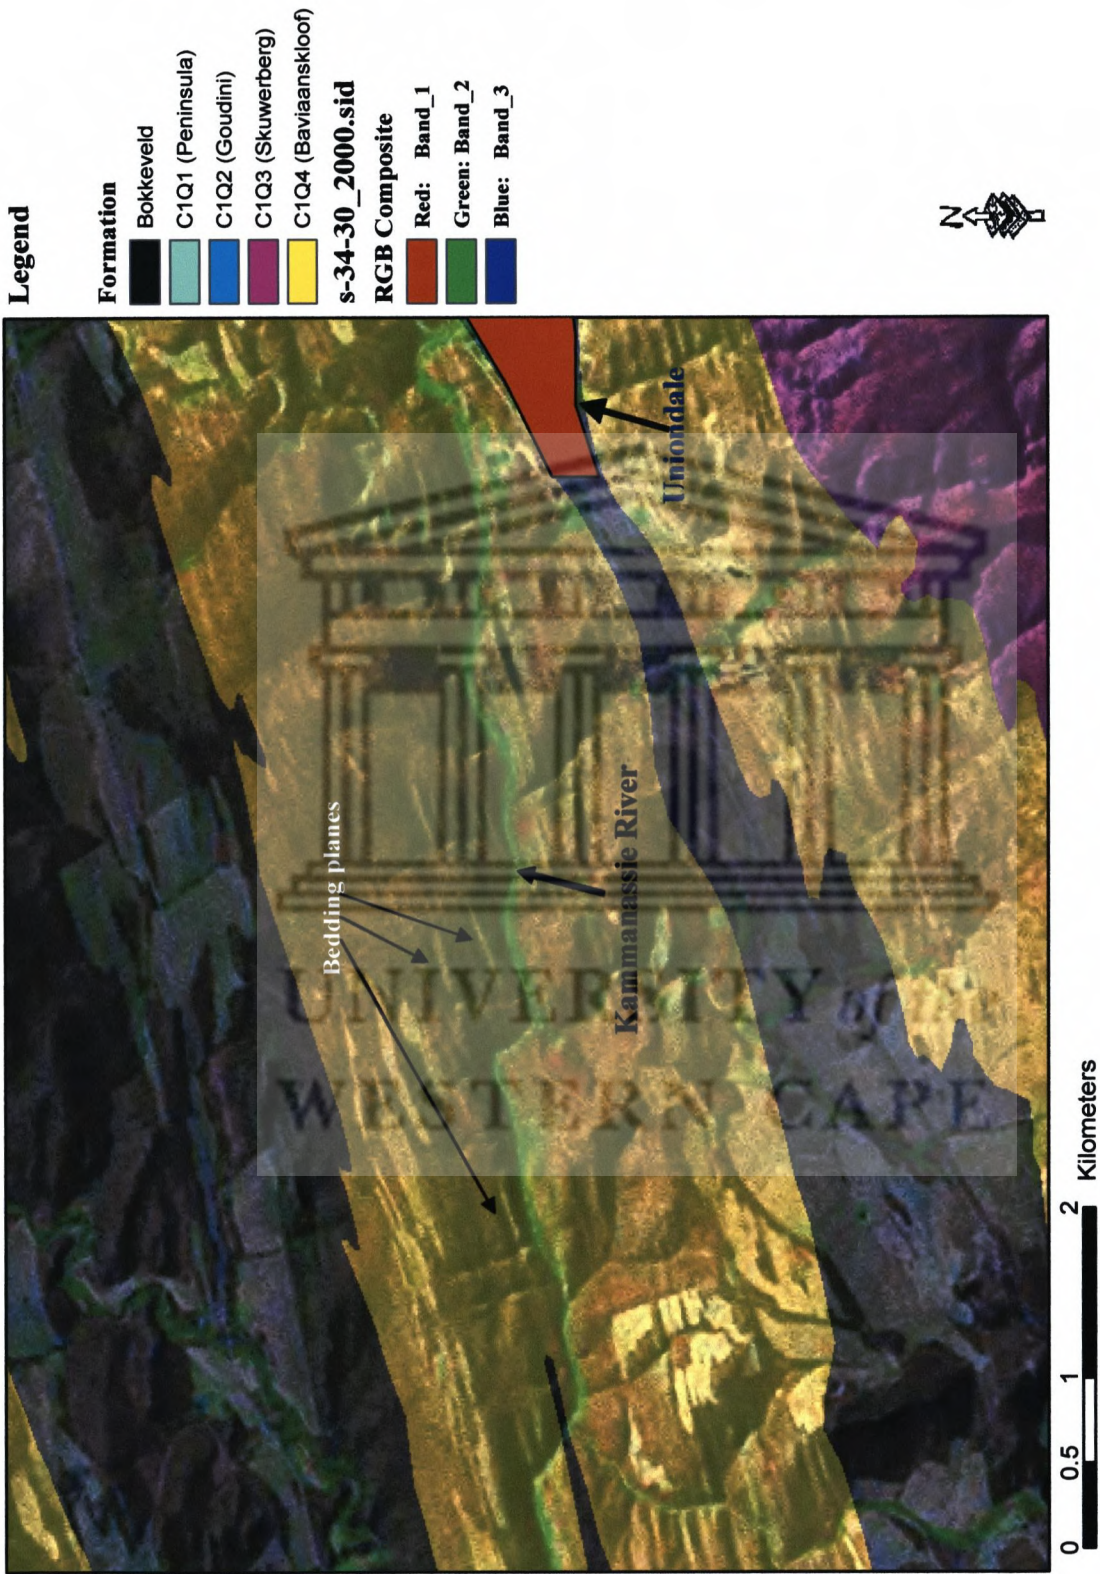 Legend
Formation
Bokkeveld
C1Q1 (Peninsula)
C1Q2 (Goudini)
C1Q3 (Skuwerberg)
C1Q4 (Baviaanskloof)
s-34-30_2000.sid
RGB Composite
Red: Band_1
Green: Band_2
Blue: Band_3
N
Bedding planes
Uniondale
Kammanassie River
UNIVERSITY of the
WESTERN CAPE
0 0.5 1 2
Kilometers